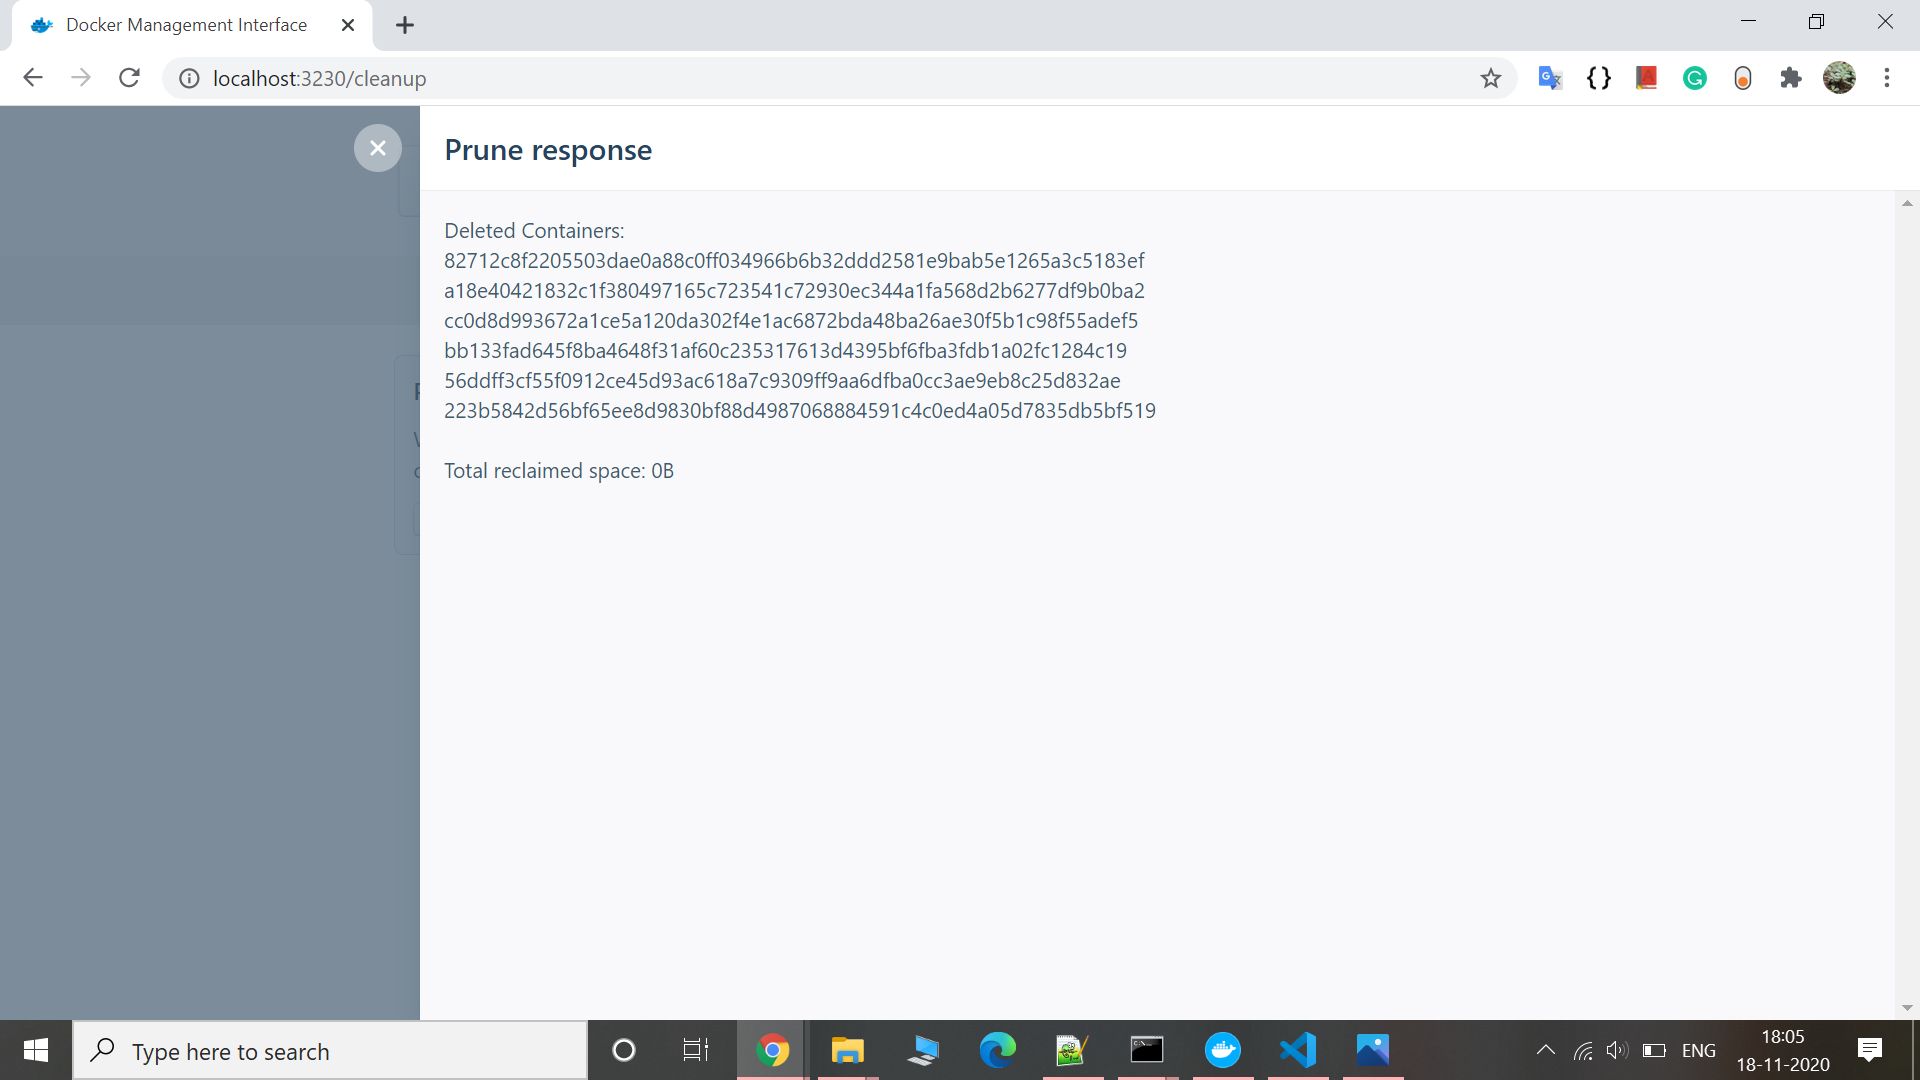 Docker Management Interface
localhost:3230/cleanup
Prune response
Deleted Containers:
82712c8f2205503dae0a88c0ff034966b6b32ddd2581e9bab5e1265a3c5183ef
a18e40421832c1f380497165c723541c72930ec344a1fa568d2b6277df9b0ba2
cc0d8d993672a1ce5a120da302f4e1ac6872bda48ba26ae30f5b1c98f55adef5
bb133fad645f8ba4648f31af60c235317613d4395bf6fba3fdb1a02fc1284c19
56ddff3cf55f0912ce45d93ac618a7c9309ff9aa6dfba0cc3ae9eb8c25d832ae
223b5842d56bf65ee8d9830bf88d4987068884591c4c0ed4a05d7835db5bf519
Total reclaimed space: 0B
Type here to search
ENG
18:05
18-11-2020